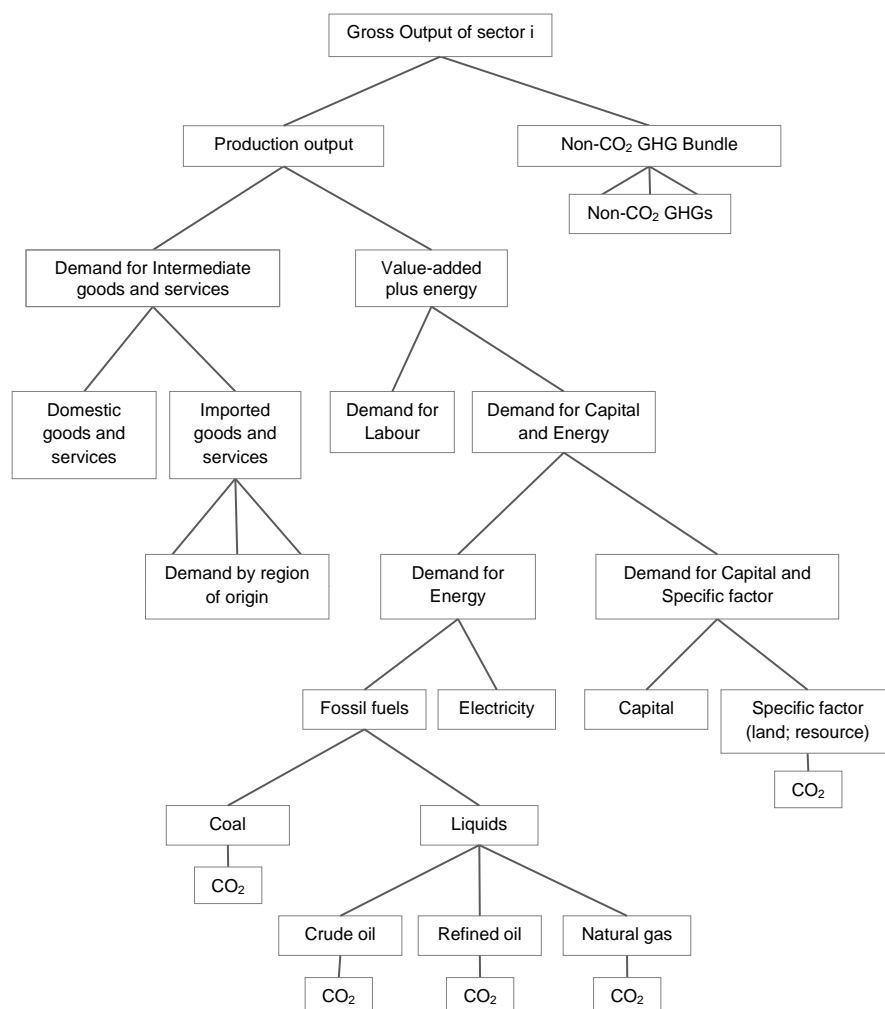 Gross Output of sector i
Production output
Non-CO₂ GHG Bundle
Non-CO₂ GHGs
Demand for Intermediate
goods and services
Value-added
plus energy
Domestic
goods and
services
Imported
goods and
services
Demand for
Labour
Demand for Capital
and Energy
Demand by region
of origin
Demand for
Energy
Demand for Capital and
Specific factor
Fossil fuels
Electricity
Capital
Specific factor
(land; resource)
CO₂
Coal
Liquids
CO₂
Crude oil
Refined oil
Natural gas
CO₂
CO₂
CO₂